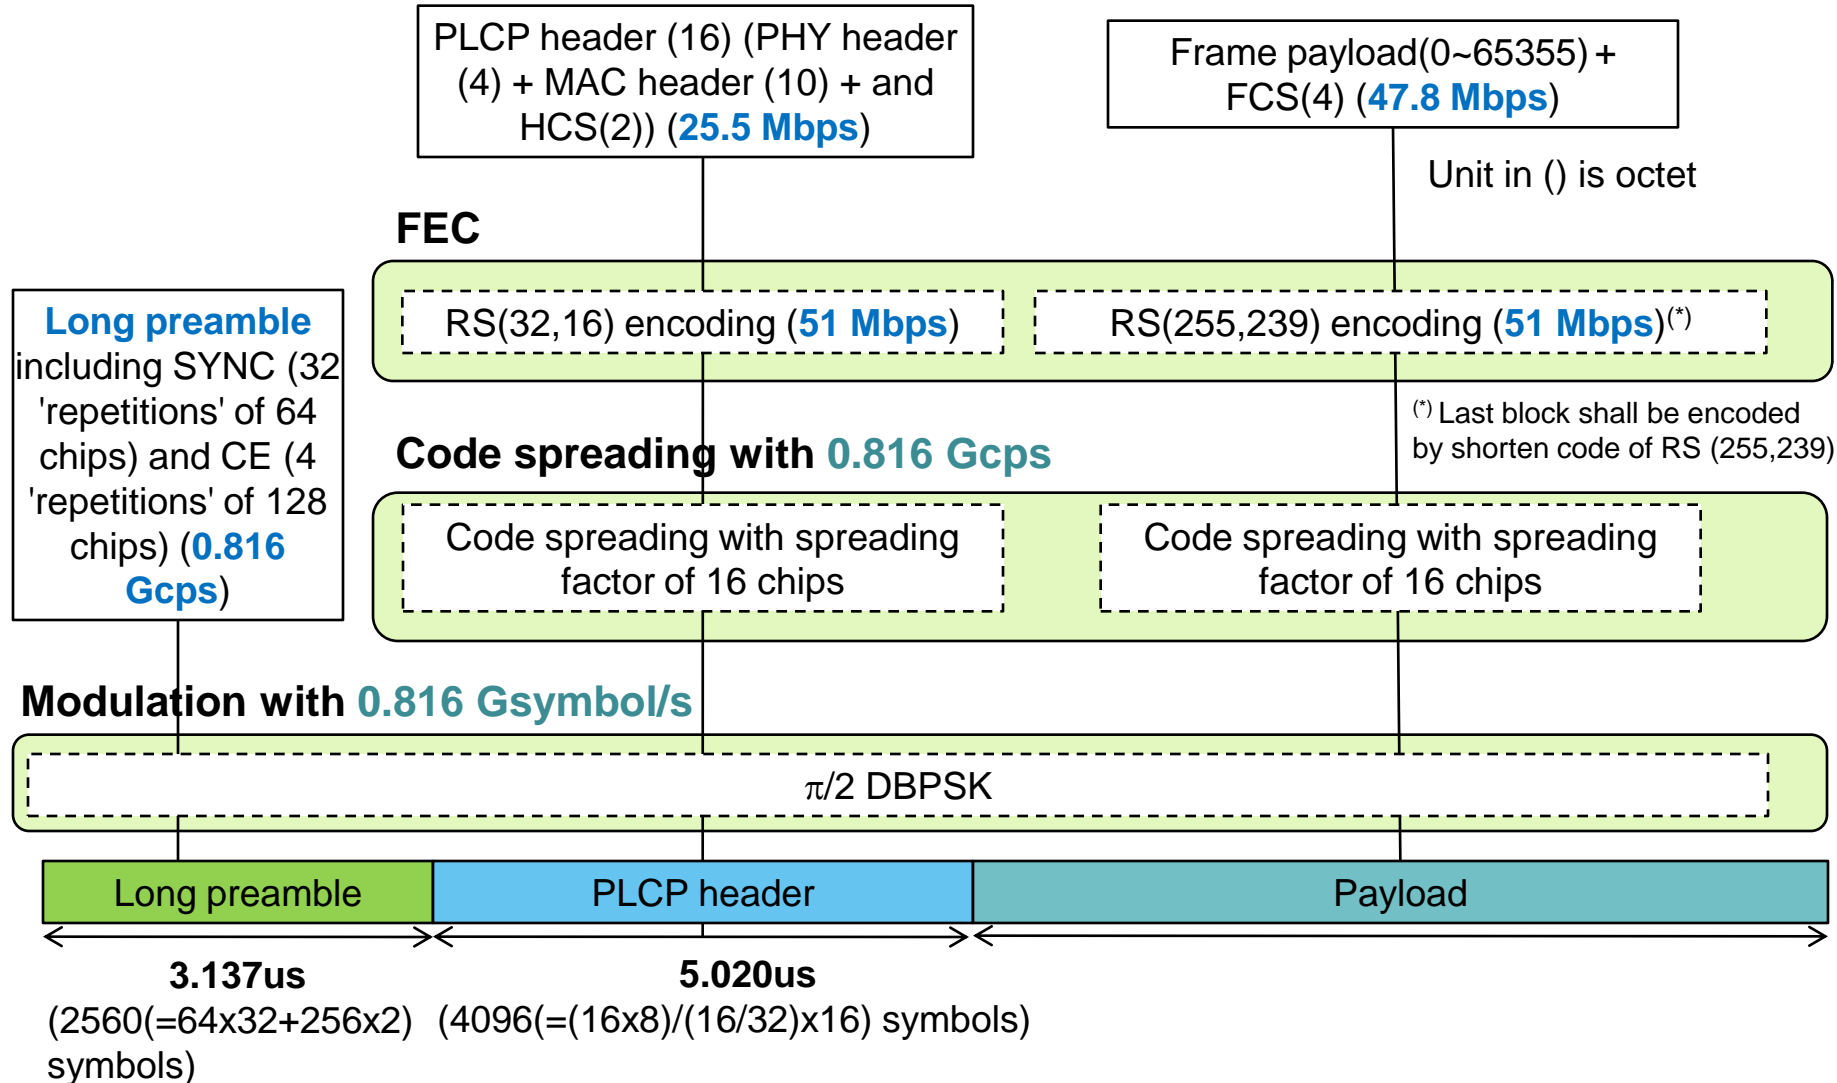 PLCP header (16) (PHY header
(4) + MAC header (10) + and
HCS(2)) (25.5 Mbps)
Frame payload(0~65355) +
FCS(4) (47.8 Mbps)
Unit in () is octet
FEC
RS(32,16) encoding (51 Mbps)
RS(255,239) encoding (51 Mbps)(*)
Long preamble
including SYNC (32
'repetitions' of 64
chips) and CE (4
'repetitions' of 128
chips) (0.816
Gcps)
(*) Last block shall be encoded
by shorten code of RS (255,239)
Code spreading with 0.816 Gcps
Code spreading with spreading
factor of 16 chips
Code spreading with spreading
factor of 16 chips
Modulation with 0.816 Gsymbol/s
π/2 DBPSK
Long preamble
PLCP header
Payload
3.137us
(2560(=64x32+256x2)
symbols)
5.020us
(4096(=(16x8)/(16/32)x16) symbols)